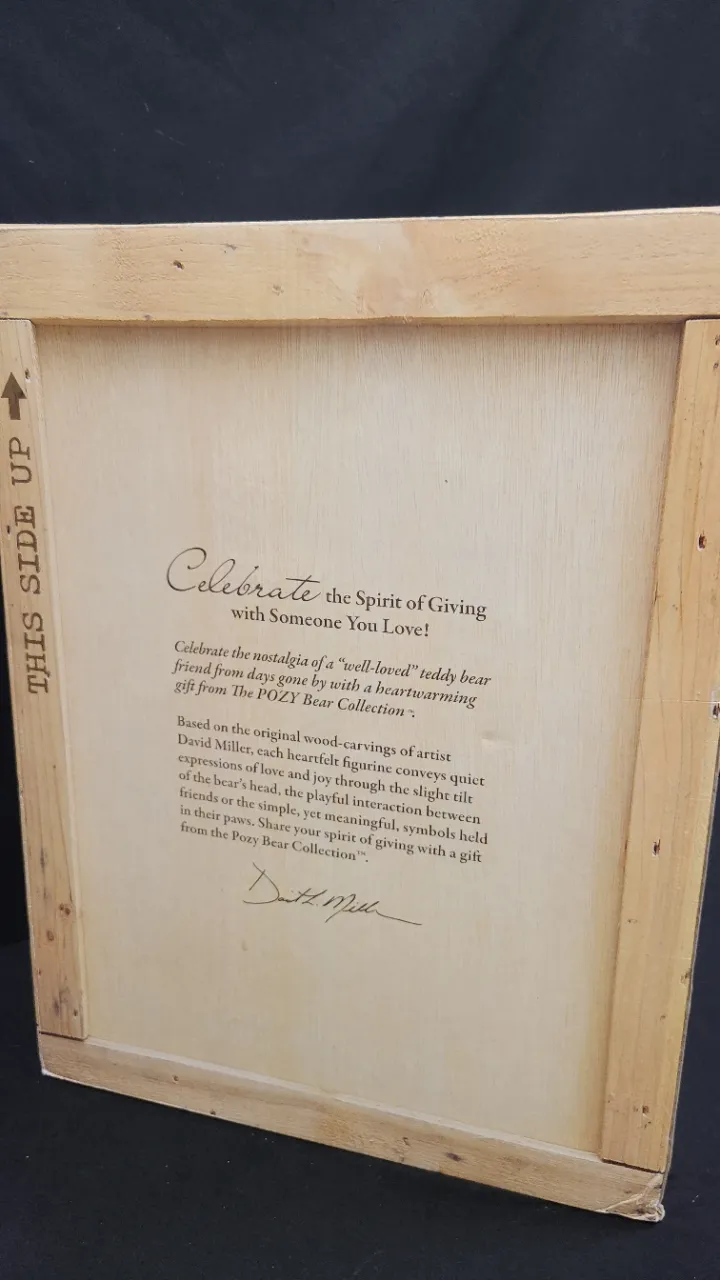 THIS SIDE UP
Celebrate the Spirit of Giving
with Someone You Love!
Celebrate the nostalgia of a “well-loved” teddy bear
friend from days gone by with a heartwarming
gift from The POZY Bear Collection™.
Based on the original wood-carvings of artist
David Miller, each heartfelt figurine conveys quiet
expressions of love and joy through the slight tilt
of the bear's head, the playful interaction between
friends or the simple, yet meaningful, symbols held
in their paws. Share your spirit of giving with a gift
from the Pozy Bear Collection™.
David L. Miller